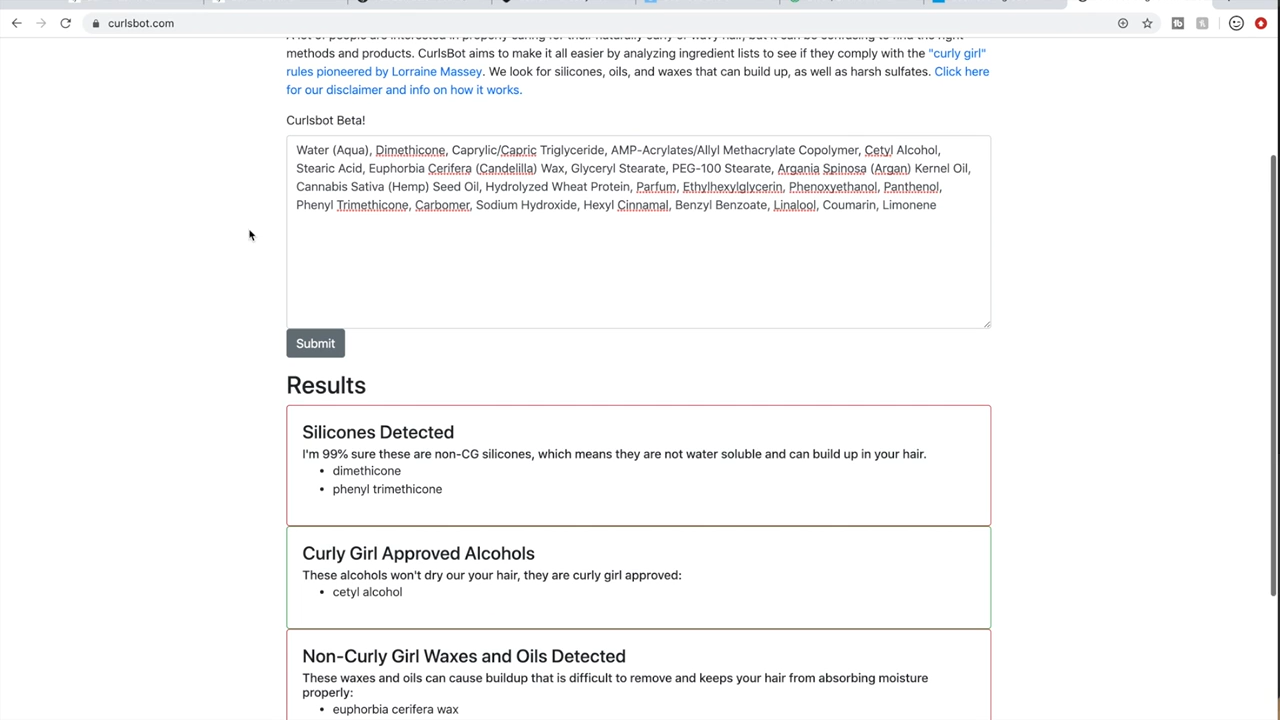 curlsbot.com
methods and products. CurlsBot aims to make it all easier by analyzing ingredient lists to see if they comply with the "curly girl"
rules pioneered by Lorraine Massey. We look for silicones, oils, and waxes that can build up, as well as harsh sulfates. Click here
for our disclaimer and info on how it works.
Curlsbot Beta!
Water (Aqua), Dimethicone, Caprylic/Capric Triglyceride, AMP-Acrylates/Allyl Methacrylate Copolymer, Cetyl Alcohol,
Stearic Acid, Euphorbia Cerifera (Candelilla) Wax, Glyceryl Stearate, PEG-100 Stearate, Argania Spinosa (Argan) Kernel Oil,
Cannabis Sativa (Hemp) Seed Oil, Hydrolyzed Wheat Protein, Parfum, Ethylhexylglycerin, Phenoxyethanol, Panthenol,
Phenyl Trimethicone, Carbomer, Sodium Hydroxide, Hexyl Cinnamal, Benzyl Benzoate, Linalool, Coumarin, Limonene
Submit
Results
Silicones Detected
I'm 99% sure these are non-CG silicones, which means they are not water soluble and can build up in your hair.
• dimethicone
• phenyl trimethicone
Curly Girl Approved Alcohols
These alcohols won't dry our your hair, they are curly girl approved:
• cetyl alcohol
Non-Curly Girl Waxes and Oils Detected
These waxes and oils can cause buildup that is difficult to remove and keeps your hair from absorbing moisture
properly:
• euphorbia cerifera wax